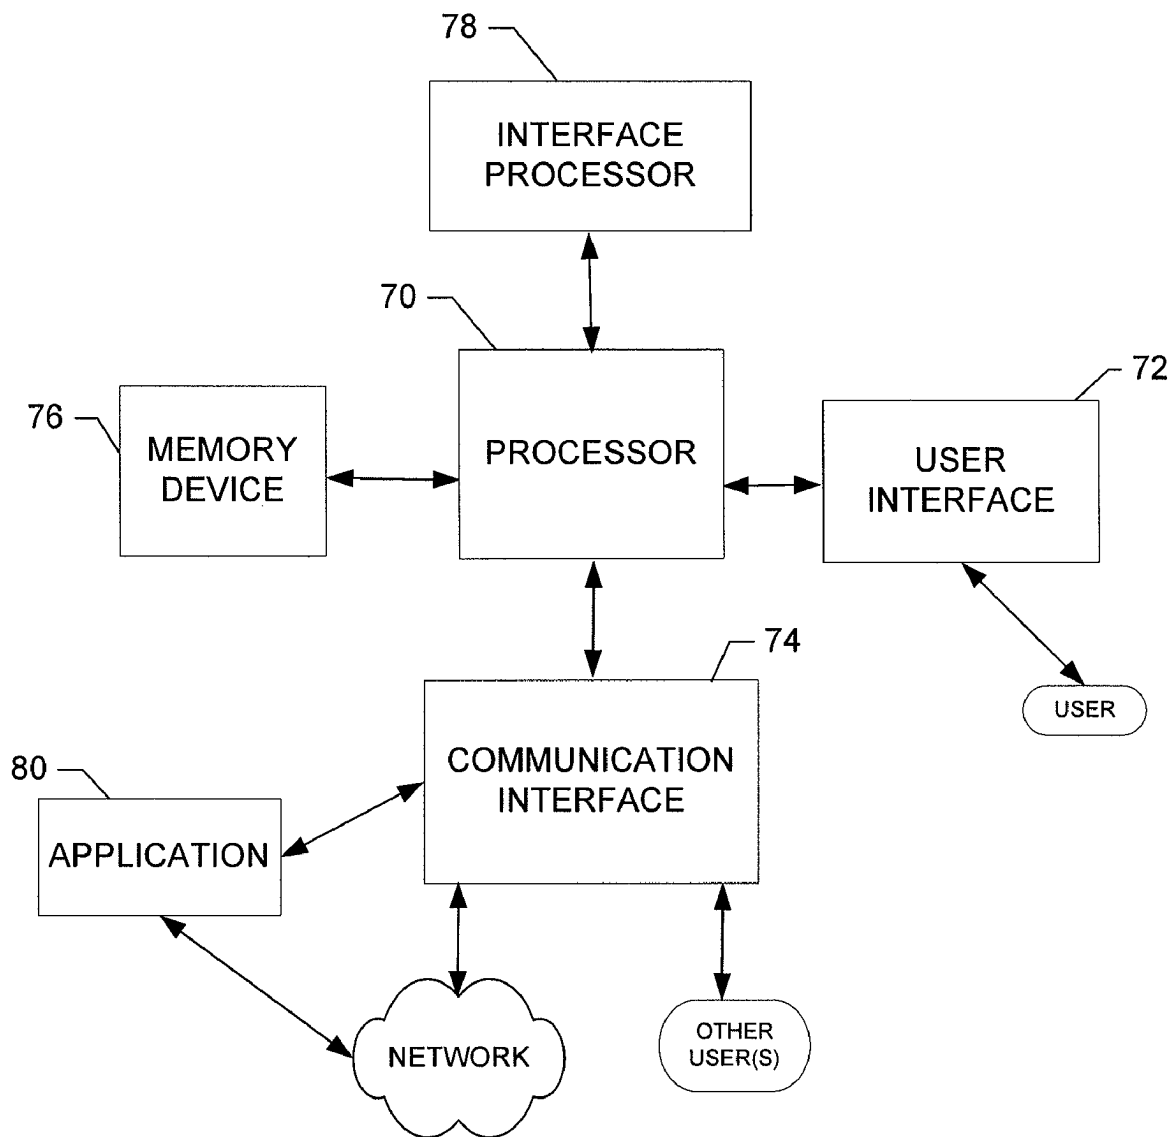 78
INTERFACE
PROCESSOR
70
72
76
MEMORY
DEVICE
PROCESSOR
USER
INTERFACE
74
USER
80
COMMUNICATION
INTERFACE
APPLICATION
NETWORK
OTHER
USER(S)